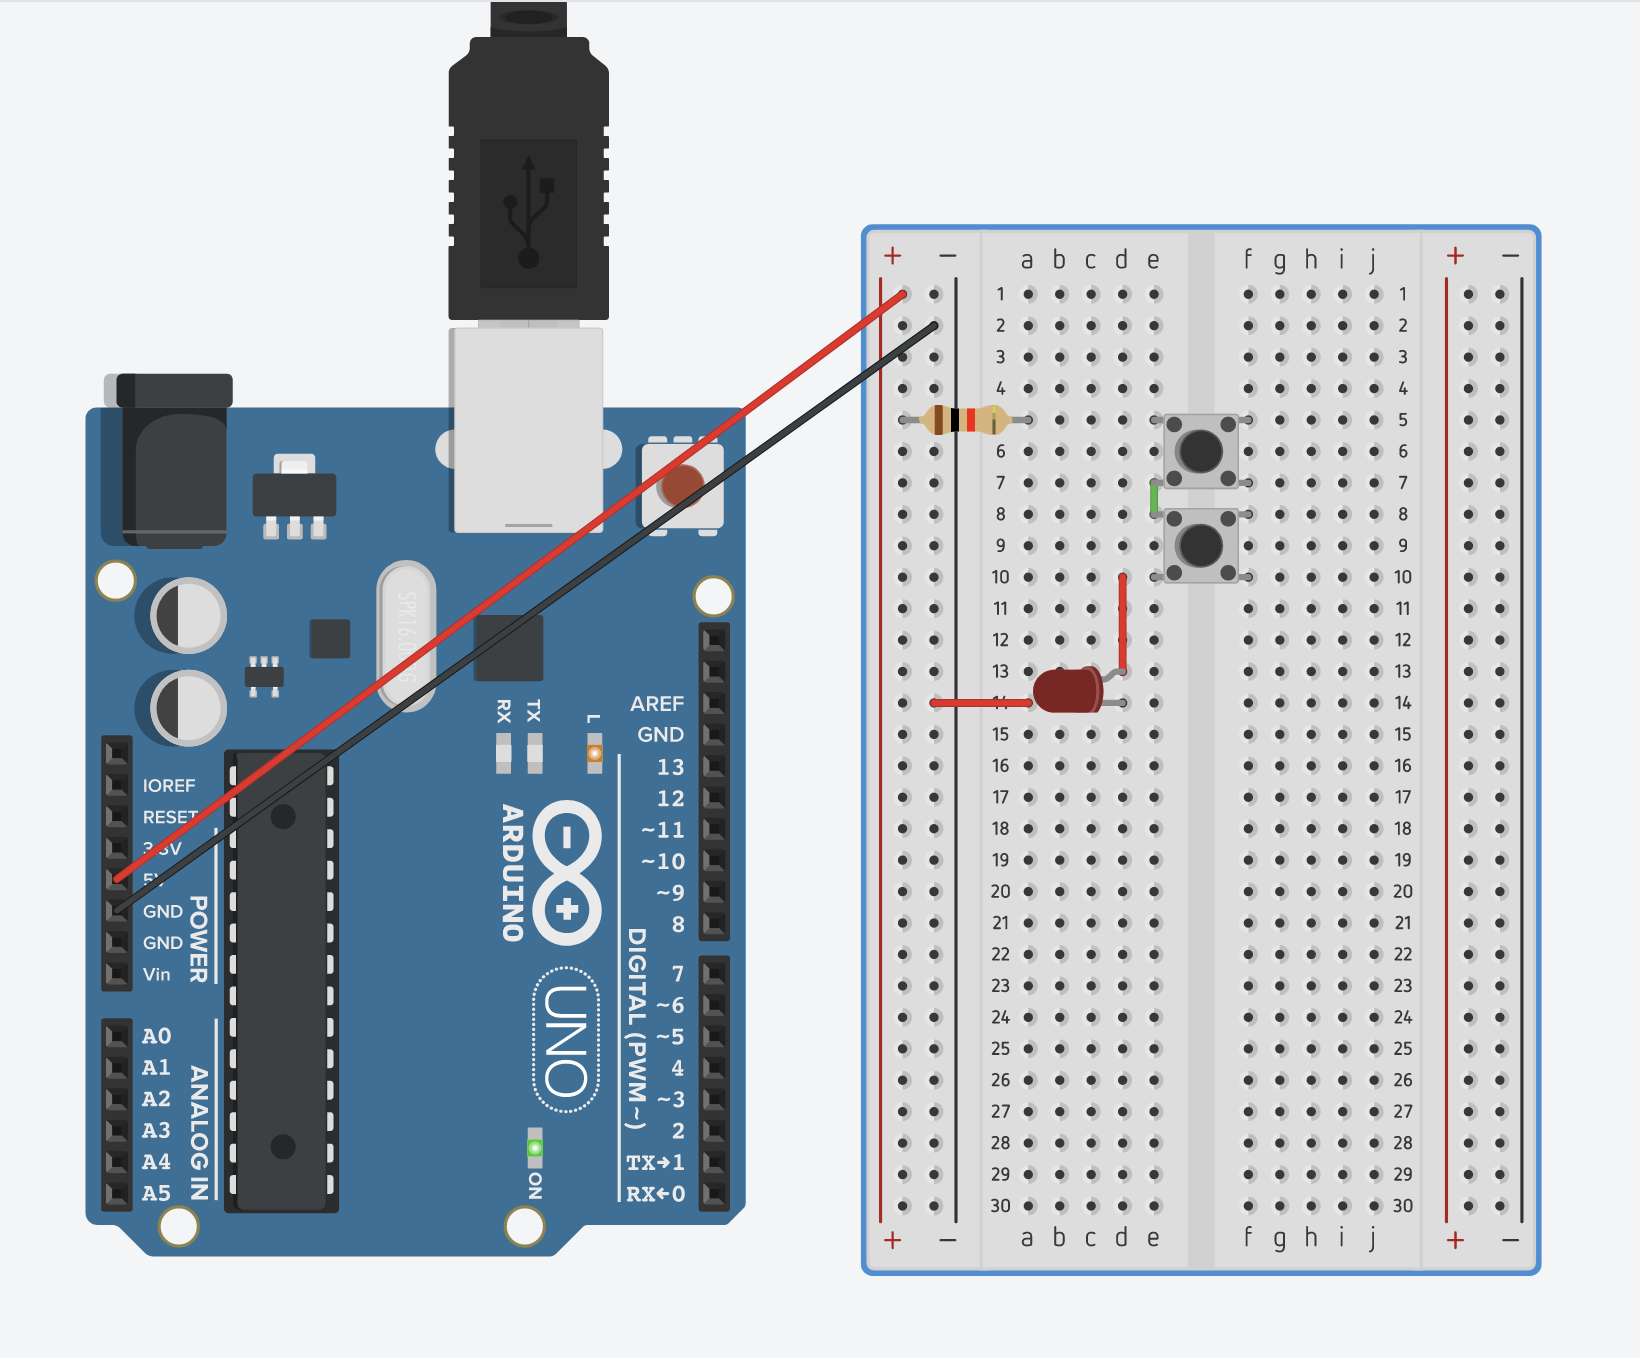 + − a b c d e f g h i j + −
1 1
2 2
3 3
4 4
5 5
6 6
7 7
8 8
9 9
10 10
11 11
12 12
13 13
14 14
15 15
16 16
17 17
18 18
19 19
20 20
21 21
22 22
23 23
24 24
25 25
26 26
27 27
28 28
29 29
30 30
+ − a b c d e f g h i j + −
IOREF
RESET
3.3V
5V
GND
GND
Vin
POWER
A0
A1
A2
A3
A4
A5
ANALOG IN
RX
TX
L
ARDUINO
UNO
ON
AREF
GND
13
12
~11
~10
~9
8
7
~6
~5
4
~3
2
TX→1
RX←0
DIGITAL (PWM~)